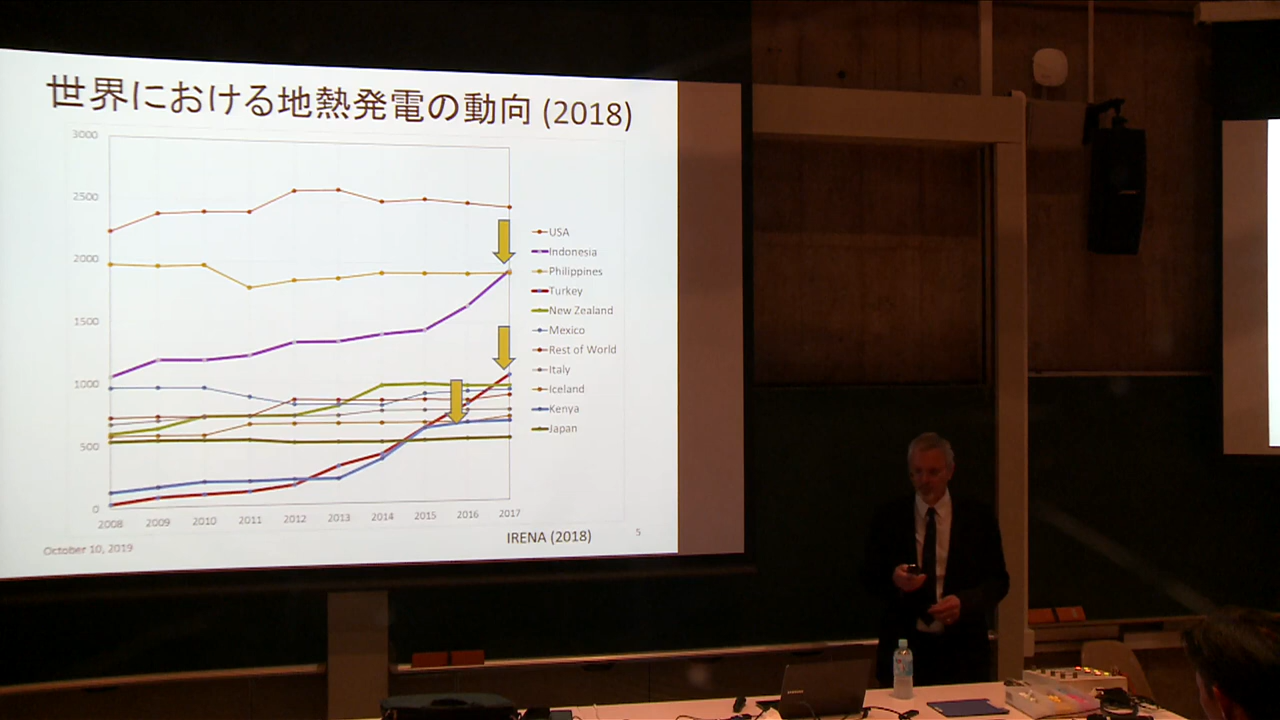 世界における地熱発電の動向 (2018)
3000
2500
2000
1500
1000
500
0
2008 2009 2010 2011 2012 2013 2014 2015 2016 2017
USA
Indonesia
Philippines
Turkey
New Zealand
Mexico
Rest of World
Italy
Iceland
Kenya
Japan
IRENA (2018)
5
October 10, 2019
SAMSUNG